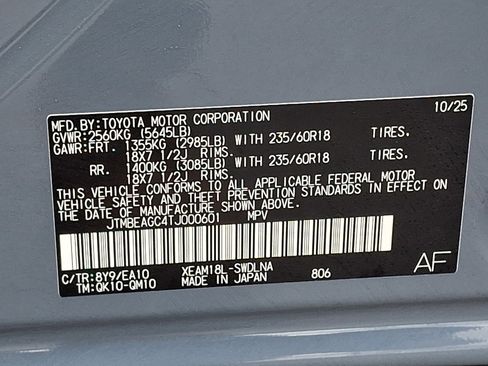 MFD.BY:TOYOTA MOTOR CORPORATION 10/25
GVWR:2560KG (5645LB)
GAWR:FRT. 1355KG (2985LB) WITH 235/60R18 TIRES.
18X7 1/2J RIMS.
RR. 1400KG (3085LB) WITH 235/60R18 TIRES.
18X7 1/2J RIMS.
THIS VEHICLE CONFORMS TO ALL APPLICABLE FEDERAL MOTOR
VEHICLE SAFETY AND THEFT PREVENTION STANDARDS IN EFFECT ON
THE DATE OF MANUFACTURE SHOWN ABOVE.
JTMBEAGC4TJ000601 MPV
C/TR:8Y9/EA10 XEAM18L-SWDLNA AF
TM:QK10-QM10 MADE IN JAPAN 806